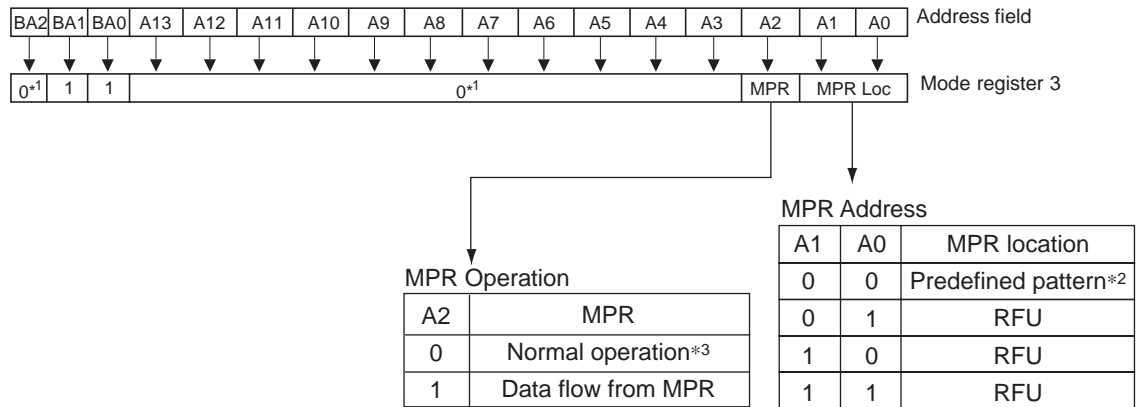 BA2 BA1 BA0 A13 A12 A11 A10 A9 A8 A7 A6 A5 A4 A3 A2 A1 A0 Address field
0*1 1 1 0*1 MPR MPR Loc Mode register 3
MPR Operation
A2 MPR
0 Normal operation*3
1 Data flow from MPR
MPR Address
A1 A0 MPR location
0 0 Predefined pattern*2
0 1 RFU
1 0 RFU
1 1 RFU